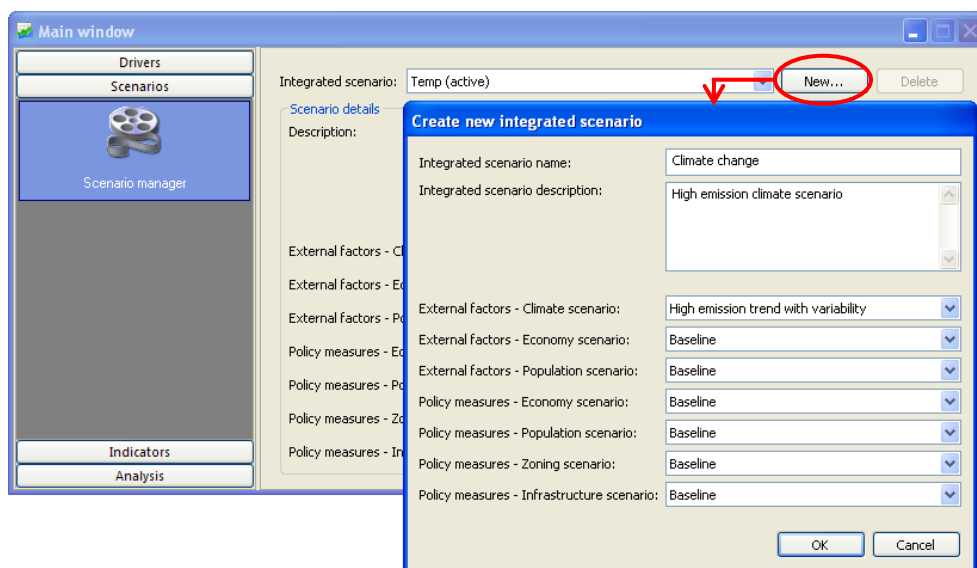 Main window
Drivers
Scenarios
Scenario manager
Indicators
Analysis
Integrated scenario: Temp (active) New... Delete
Scenario details
Description:
External factors - Cl
External factors - Ec
External factors - Po
Policy measures - Ec
Policy measures - Po
Policy measures - Zo
Policy measures - In
Create new integrated scenario
Integrated scenario name: Climate change
Integrated scenario description: High emission climate scenario
External factors - Climate scenario: High emission trend with variability
External factors - Economy scenario: Baseline
External factors - Population scenario: Baseline
Policy measures - Economy scenario: Baseline
Policy measures - Population scenario: Baseline
Policy measures - Zoning scenario: Baseline
Policy measures - Infrastructure scenario: Baseline
OK Cancel